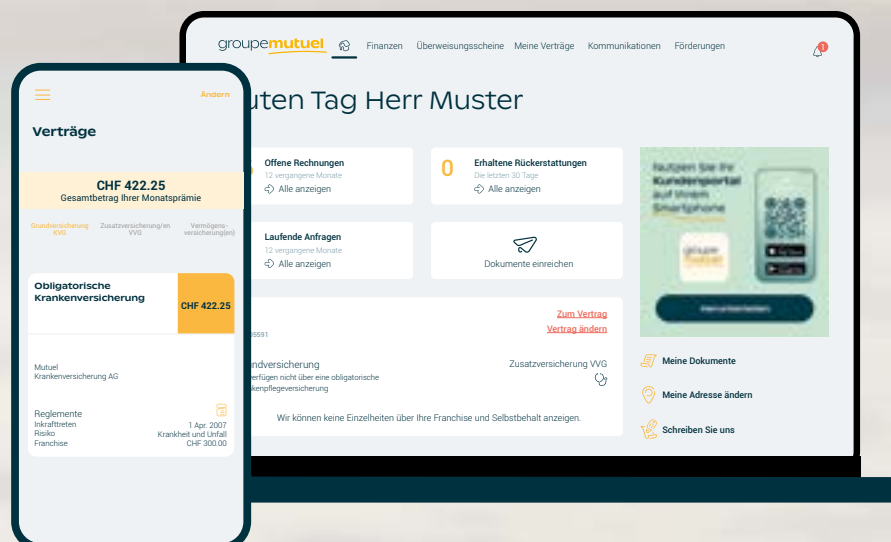 groupemutuel
Finanzen Überweisungsscheine Meine Verträge Kommunikationen Förderungen
1
uten Tag Herr Muster
Offene Rechnungen
12 vergangene Monate
Alle anzeigen
0
Erhaltene Rückerstattungen
Die letzten 30 Tage
Alle anzeigen
Laufende Anfragen
12 vergangene Monate
Alle anzeigen
Dokumente einreichen
Zum Vertrag
Vertrag ändern
05591
ndversicherung
Zusatzversicherung VVG
erfügen nicht über eine obligatorische
kenpflegeversicherung
Wir können keine Einzelheiten über Ihre Franchise und Selbstbehalt anzeigen.
Nutzen Sie Ihr
Kundenportal
auf Ihrem
Smartphone
groupe
mutuel
Meine Dokumente
Meine Adresse ändern
Schreiben Sie uns
Ändern
Verträge
CHF 422.25
Gesamtbetrag Ihrer Monatsprämie
Grundversicherung
KVG
Zusatzversicherung/en
VVG
Vermögens-
versicherung(en)
Obligatorische
Krankenversicherung
CHF 422.25
Mutuel
Krankenversicherung AG
Reglemente
Inkrafttreten 1 Apr. 2007
Risiko Krankheit und Unfall
Franchise CHF 300.00